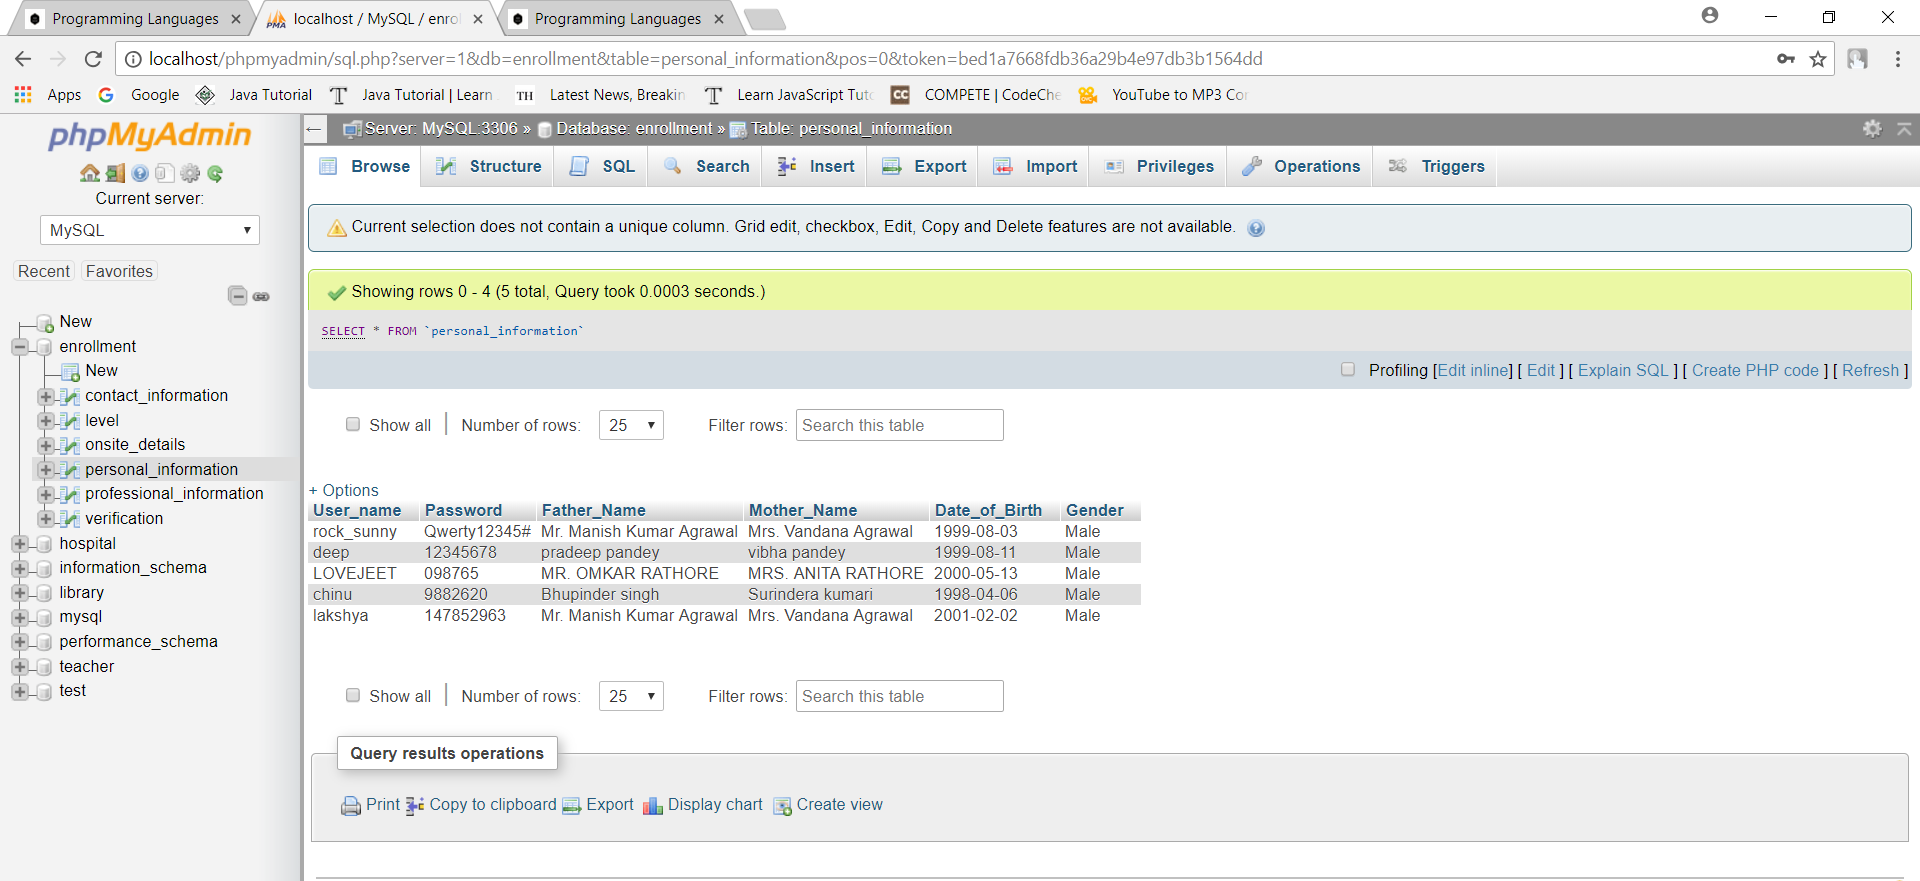 Programming Languages
localhost / MySQL / enrol
Programming Languages
localhost/phpmyadmin/sql.php?server=1&db=enrollment&table=personal_information&pos=0&token=bed1a7668fdb36a29b4e97db3b1564dd
Apps Google Java Tutorial Java Tutorial | Learn TH Latest News, Breakin Learn JavaScript Tut CC COMPETE | CodeChe YouTube to MP3 Co
phpMyAdmin
Current server:
MySQL
Recent Favorites
New
enrollment
New
contact_information
level
onsite_details
personal_information
professional_information
verification
hospital
information_schema
library
mysql
performance_schema
teacher
test
Server: MySQL:3306 » Database: enrollment » Table: personal_information
Browse Structure SQL Search Insert Export Import Privileges Operations Triggers
Current selection does not contain a unique column. Grid edit, checkbox, Edit, Copy and Delete features are not available.
Showing rows 0 - 4 (5 total, Query took 0.0003 seconds.)
SELECT * FROM `personal_information`
Profiling [Edit inline] [ Edit ] [ Explain SQL ] [ Create PHP code ] [ Refresh ]
Show all | Number of rows: 25 Filter rows: Search this table
+ Options
User_name Password Father_Name Mother_Name Date_of_Birth Gender
rock_sunny Qwerty12345# Mr. Manish Kumar Agrawal Mrs. Vandana Agrawal 1999-08-03 Male
deep 12345678 pradeep pandey vibha pandey 1999-08-11 Male
LOVEJEET 098765 MR. OMKAR RATHORE MRS. ANITA RATHORE 2000-05-13 Male
chinu 9882620 Bhupinder singh Surindera kumari 1998-04-06 Male
lakshya 147852963 Mr. Manish Kumar Agrawal Mrs. Vandana Agrawal 2001-02-02 Male
Show all | Number of rows: 25 Filter rows: Search this table
Query results operations
Print Copy to clipboard Export Display chart Create view